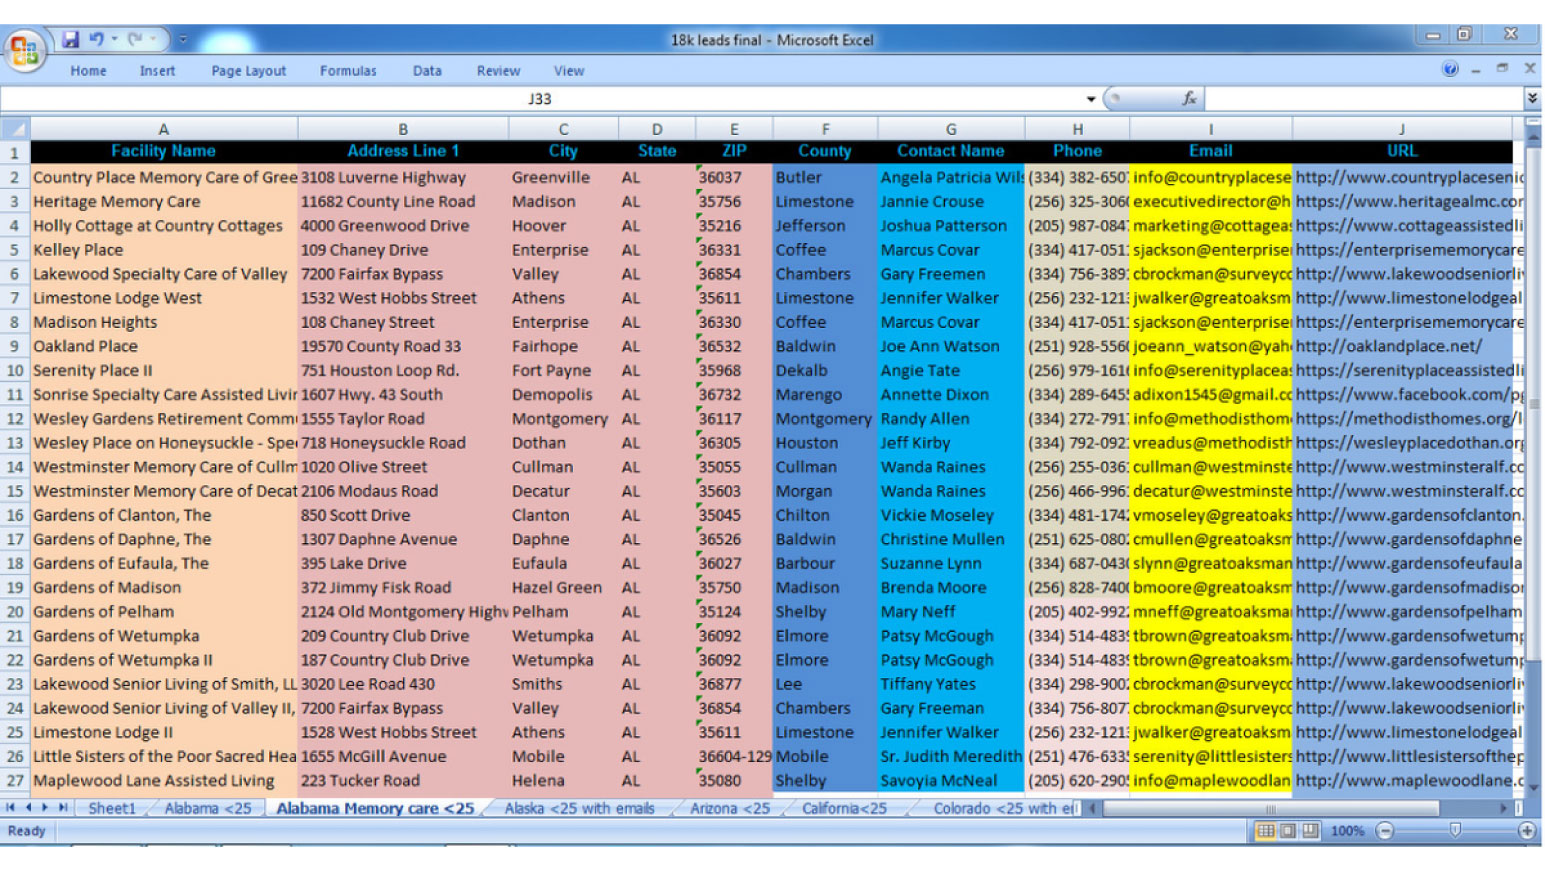 18k leads final - Microsoft Excel
Home Insert Page Layout Formulas Data Review View
J33 fx
A B C D E F G H I J
1 Facility Name Address Line 1 City State ZIP County Contact Name Phone Email URL
2 Country Place Memory Care of Gree 3108 Luverne Highway Greenville AL 36037 Butler Angela Patricia Wils (334) 382-650 info@countryplacese http://www.countryplacesenic
3 Heritage Memory Care 11682 County Line Road Madison AL 35756 Limestone Jannie Crouse (256) 325-306 executivedirector@h https://www.heritagealmc.cor
4 Holly Cottage at Country Cottages 4000 Greenwood Drive Hoover AL 35216 Jefferson Joshua Patterson (205) 987-084 marketing@cottageas https://www.cottageassistedli
5 Kelley Place 109 Chaney Drive Enterprise AL 36331 Coffee Marcus Covar (334) 417-051 sjackson@enterprise https://enterprisememorycare
6 Lakewood Specialty Care of Valley 7200 Fairfax Bypass Valley AL 36854 Chambers Gary Freemen (334) 756-389 cbrockman@surveyco http://www.lakewoodseniorli
7 Limestone Lodge West 1532 West Hobbs Street Athens AL 35611 Limestone Jennifer Walker (256) 232-121 jwalker@greatoaksm http://www.limestonelodgeal
8 Madison Heights 108 Chaney Street Enterprise AL 36330 Coffee Marcus Covar (334) 417-051 sjackson@enterprise https://enterprisememorycare
9 Oakland Place 19570 County Road 33 Fairhope AL 36532 Baldwin Joe Ann Watson (251) 928-556 joeann_watson@yah http://oaklandplace.net/
10 Serenity Place II 751 Houston Loop Rd. Fort Payne AL 35968 Dekalb Angie Tate (256) 979-161 info@serenityplaceas https://serenityplaceassistedli
11 Sonrise Specialty Care Assisted Livin 1607 Hwy. 43 South Demopolis AL 36732 Marengo Annette Dixon (334) 289-645 adixon1545@gmail.co https://www.facebook.com/pg
12 Wesley Gardens Retirement Commu 1555 Taylor Road Montgomery AL 36117 Montgomery Randy Allen (334) 272-791 info@methodisthom https://methodisthomes.org/l
13 Wesley Place on Honeysuckle - Spe 718 Honeysuckle Road Dothan AL 36305 Houston Jeff Kirby (334) 792-092 vreadus@methodisth https://wesleyplacedothan.org
14 Westminster Memory Care of Cullm 1020 Olive Street Cullman AL 35055 Cullman Wanda Raines (256) 255-036 cullman@westminste http://www.westminsteralf.co
15 Westminster Memory Care of Decat 2106 Modaus Road Decatur AL 35603 Morgan Wanda Raines (256) 466-996 decatur@westminste http://www.westminsteralf.co
16 Gardens of Clanton, The 850 Scott Drive Clanton AL 35045 Chilton Vickie Moseley (334) 481-174 vmoseley@greatoaks http://www.gardensofclanton.
17 Gardens of Daphne, The 1307 Daphne Avenue Daphne AL 36526 Baldwin Christine Mullen (251) 625-080 cmullen@greatoaksm http://www.gardensofdaphne
18 Gardens of Eufaula, The 395 Lake Drive Eufaula AL 36027 Barbour Suzanne Lynn (334) 687-043 slynn@greatoaksman http://www.gardensofeufaula
19 Gardens of Madison 372 Jimmy Fisk Road Hazel Green AL 35750 Madison Brenda Moore (256) 828-740 bmoore@greatoaksm http://www.gardensofmadisor
20 Gardens of Pelham 2124 Old Montgomery Highw Pelham AL 35124 Shelby Mary Neff (205) 402-992 mneff@greatoaksma http://www.gardensofpelham
21 Gardens of Wetumpka 209 Country Club Drive Wetumpka AL 36092 Elmore Patsy McGough (334) 514-483 tbrown@greatoaksm http://www.gardensofwetump
22 Gardens of Wetumpka II 187 Country Club Drive Wetumpka AL 36092 Elmore Patsy McGough (334) 514-483 tbrown@greatoaksm http://www.gardensofwetump
23 Lakewood Senior Living of Smith, LL 3020 Lee Road 430 Smiths AL 36877 Lee Tiffany Yates (334) 298-900 cbrockman@surveyco http://www.lakewoodseniorli
24 Lakewood Senior Living of Valley II, 7200 Fairfax Bypass Valley AL 36854 Chambers Gary Freeman (334) 756-807 cbrockman@surveyco http://www.lakewoodseniorli
25 Limestone Lodge II 1528 West Hobbs Street Athens AL 35611 Limestone Jennifer Walker (256) 232-121 jwalker@greatoaksm http://www.limestonelodgeal
26 Little Sisters of the Poor Sacred Hea 1655 McGill Avenue Mobile AL 36604-129 Mobile Sr. Judith Meredith (251) 476-633 serenity@littlesisters http://www.littlesistersofthep
27 Maplewood Lane Assisted Living 223 Tucker Road Helena AL 35080 Shelby Savoyia McNeal (205) 620-290 info@maplewoodlan http://www.maplewoodlane.c
Sheet1 Alabama <25 Alabama Memory care <25 Alaska <25 with emails Arizona <25 California<25 Colorado <25 with e
Ready 100%